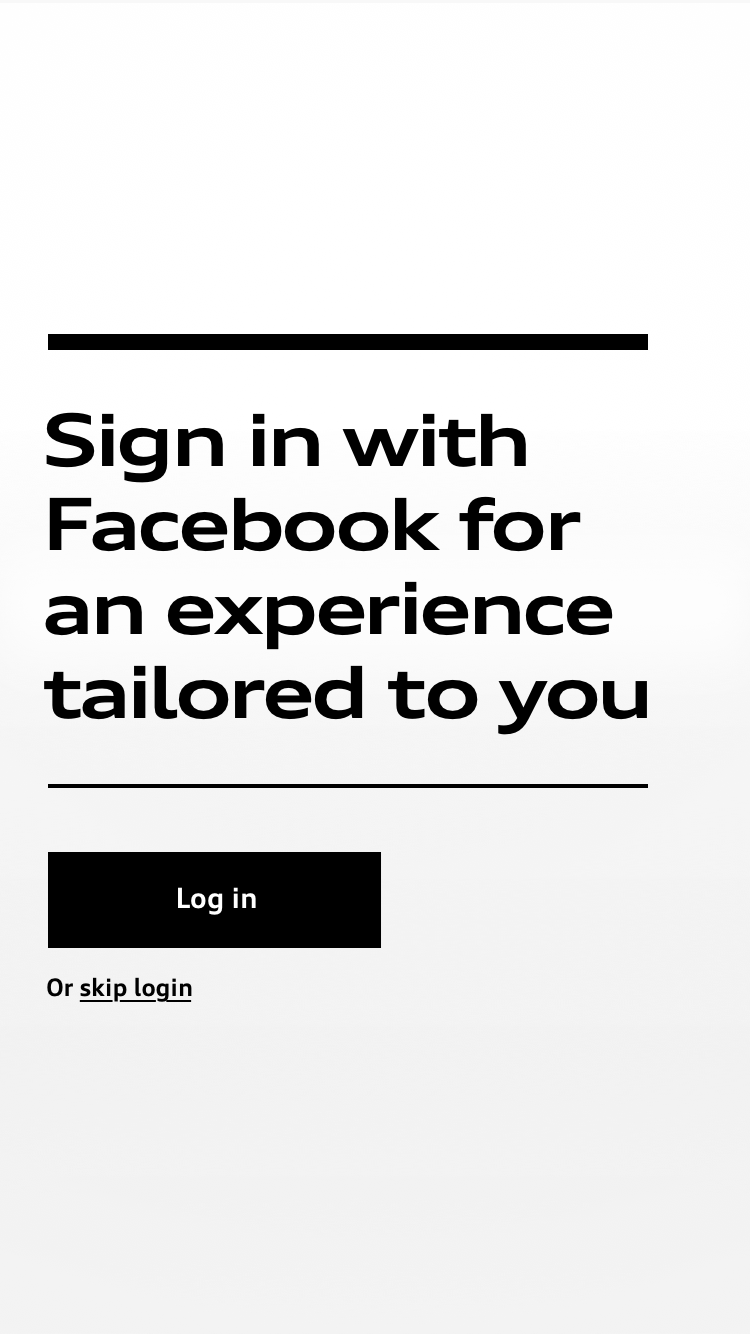 Sign in with
Facebook for
an experience
tailored to you
Log in
Or skip login